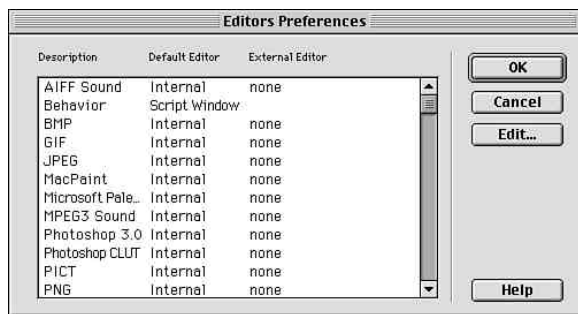 Editors Preferences
Description Default Editor External Editor
AIFF Sound Internal none
Behavior Script Window
BMP Internal none
GIF Internal none
JPEG Internal none
MacPaint Internal none
Microsoft Pale... Internal none
MPEG3 Sound Internal none
Photoshop 3.0 Internal none
Photoshop CLUT Internal none
PICT Internal none
PNG Internal none
OK
Cancel
Edit...
Help